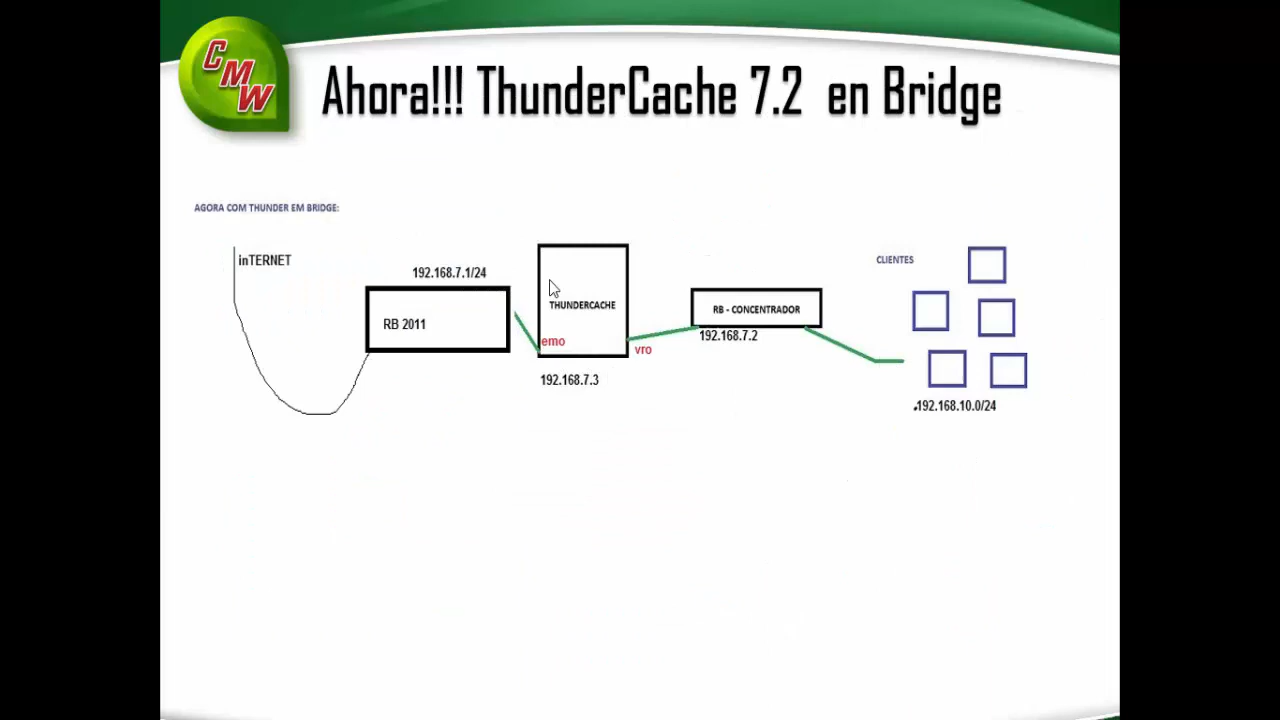 CMW
Ahora!!! ThunderCache 7.2 en Bridge
AGORA COM THUNDER EM BRIDGE:
inTERNET
192.168.7.1/24
RB 2011
THUNDERCACHE
emo
vro
192.168.7.3
RB - CONCENTRADOR
192.168.7.2
CLIENTES
192.168.10.0/24